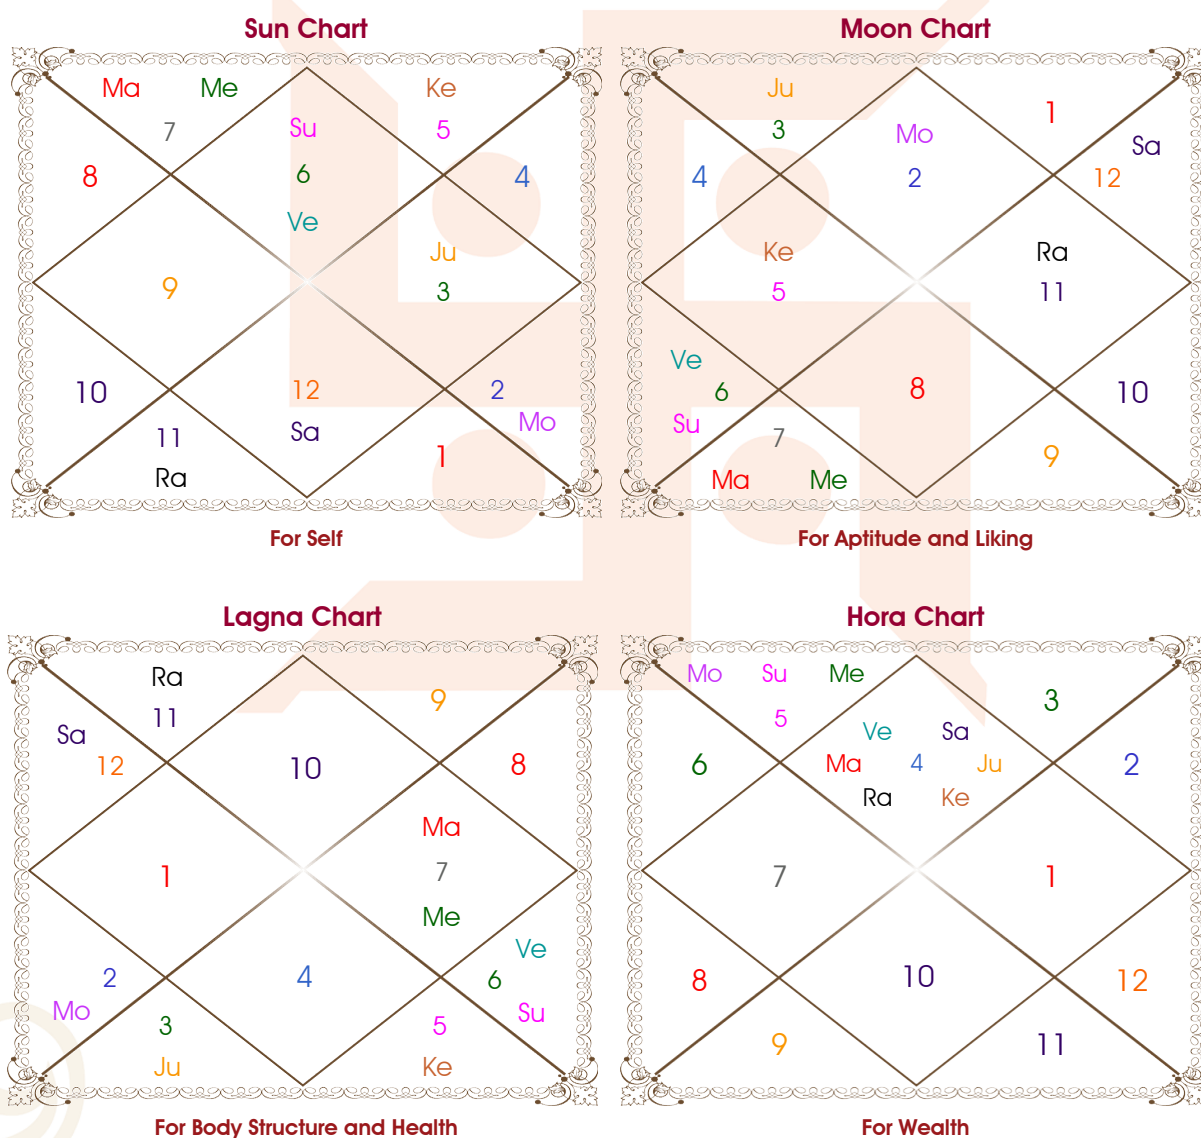 Sun Chart
Moon Chart
Ma Me
Ke
7
Su
5
8
6
4
Ve
Ju
9
3
10
12
2
11
Sa
Mo
Ra
1
For Self
Ju
1
3
Mo
Sa
4
2
12
Ke
Ra
5
11
Ve
6
8
10
Su
7
9
Ma Me
For Aptitude and Liking
Lagna Chart
Hora Chart
Ra
9
11
Sa
12
10
8
Ma
1
7
Me
Ve
2
4
6
Mo
Su
3
5
Ju
Ke
For Body Structure and Health
Mo Su Me
3
5
Ve Sa
6
Ma 4 Ju
2
Ra Ke
7
1
8
10
12
9
11
For Wealth